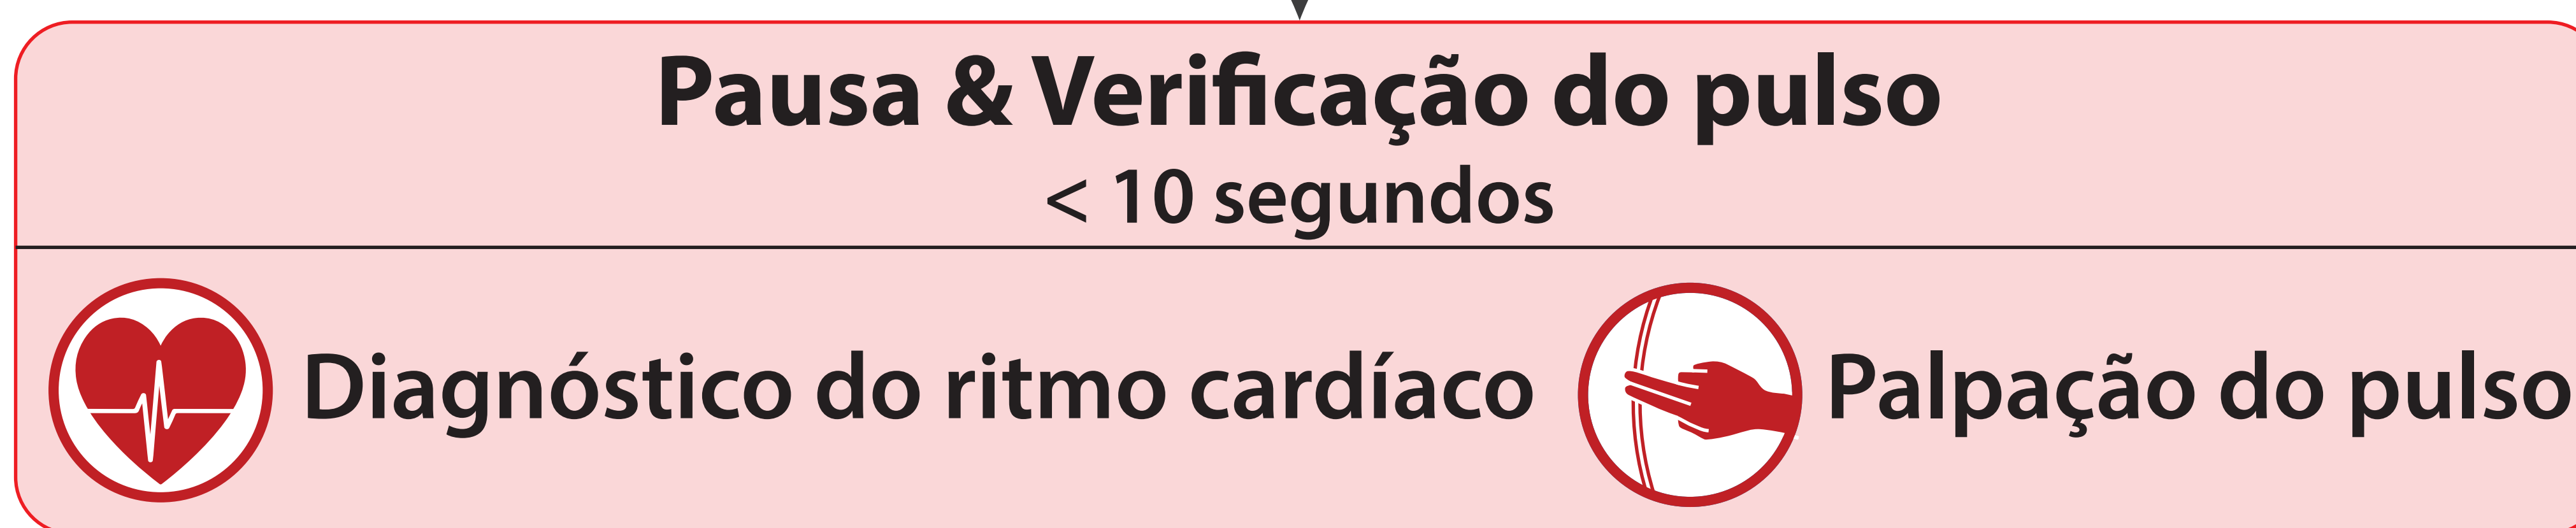 Pausa & Verificação do pulso
< 10 segundos
Diagnóstico do ritmo cardíaco
Palpação do pulso